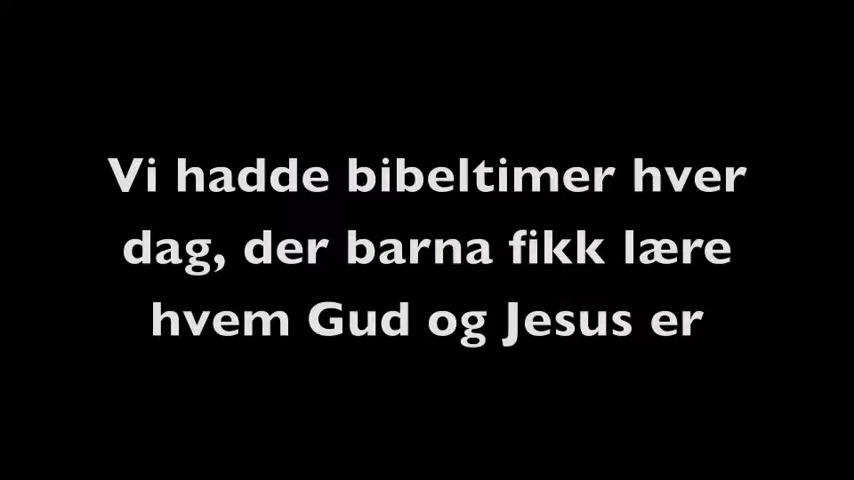 Vi hadde bibeltimer hver
dag, der barna fikk lære
hvem Gud og Jesus er